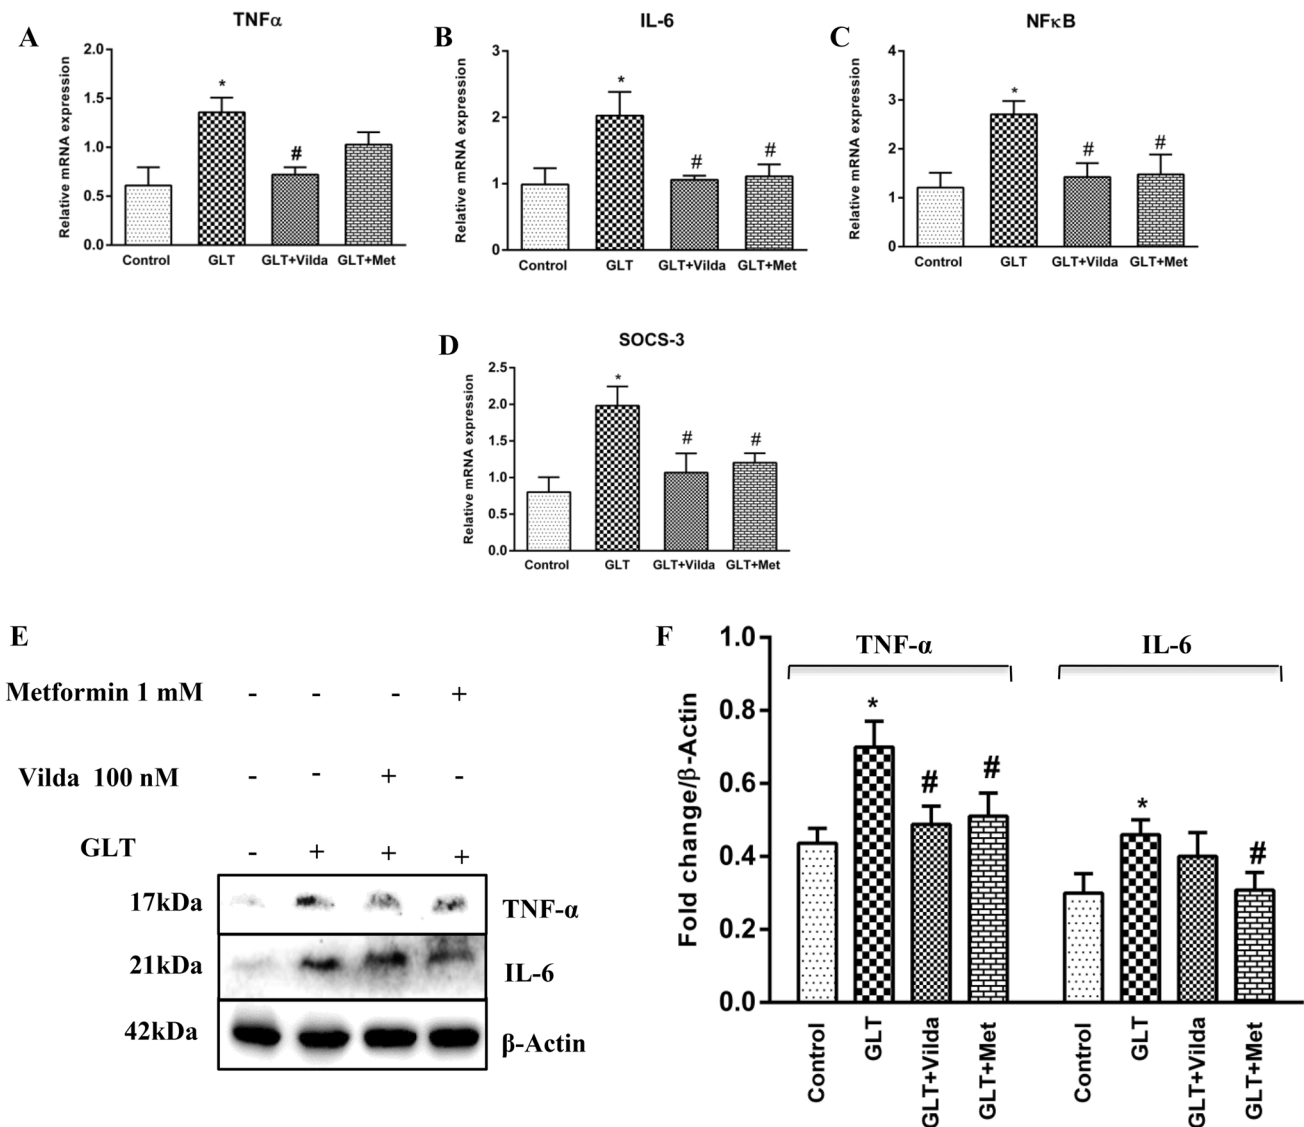 A
TNFα
Relative mRNA expression
2.0
1.5
1.0
0.5
0.0
*
#
Control
GLT
GLT+Vilda
GLT+Met
B
IL-6
Relative mRNA expression
3
2
1
0
*
#
#
Control
GLT
GLT+Vilda
GLT+Met
C
NFκB
Relative mRNA expression
4
3
2
1
0
*
#
#
Control
GLT
GLT+Vilda
GLT+Met
D
SOCS-3
Relative mRNA expression
2.5
2.0
1.5
1.0
0.5
0.0
*
#
#
Control
GLT
GLT+Vilda
GLT+Met
E
Metformin 1 mM - - - +
Vilda 100 nM - - + -
GLT - + + +
17kDa TNF-α
21kDa IL-6
42kDa β-Actin
F
Fold change/β-Actin
1.0
0.8
0.6
0.4
0.2
0.0
TNF-α
*
#
#
Control
GLT
GLT+Vilda
GLT+Met
IL-6
*
#
Control
GLT
GLT+Vilda
GLT+Met